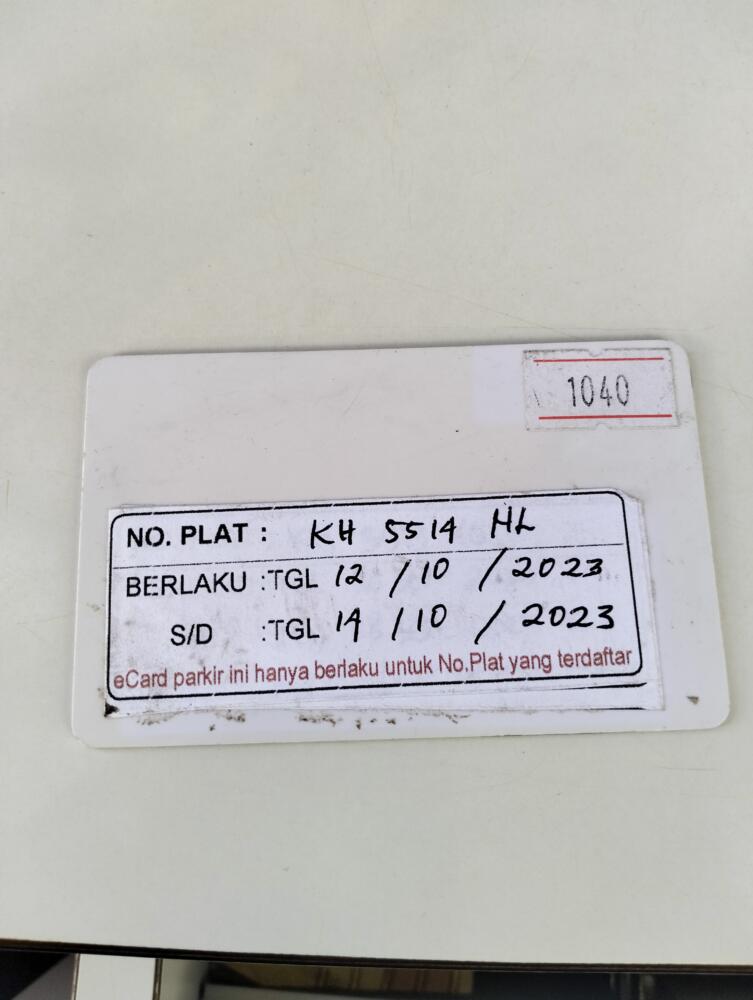 1040
NO. PLAT : KH 5514 HL
BERLAKU :TGL 12 / 10 / 2023
S/D :TGL 14 / 10 / 2023
eCard parkir ini hanya berlaku untuk No.Plat yang terdaftar